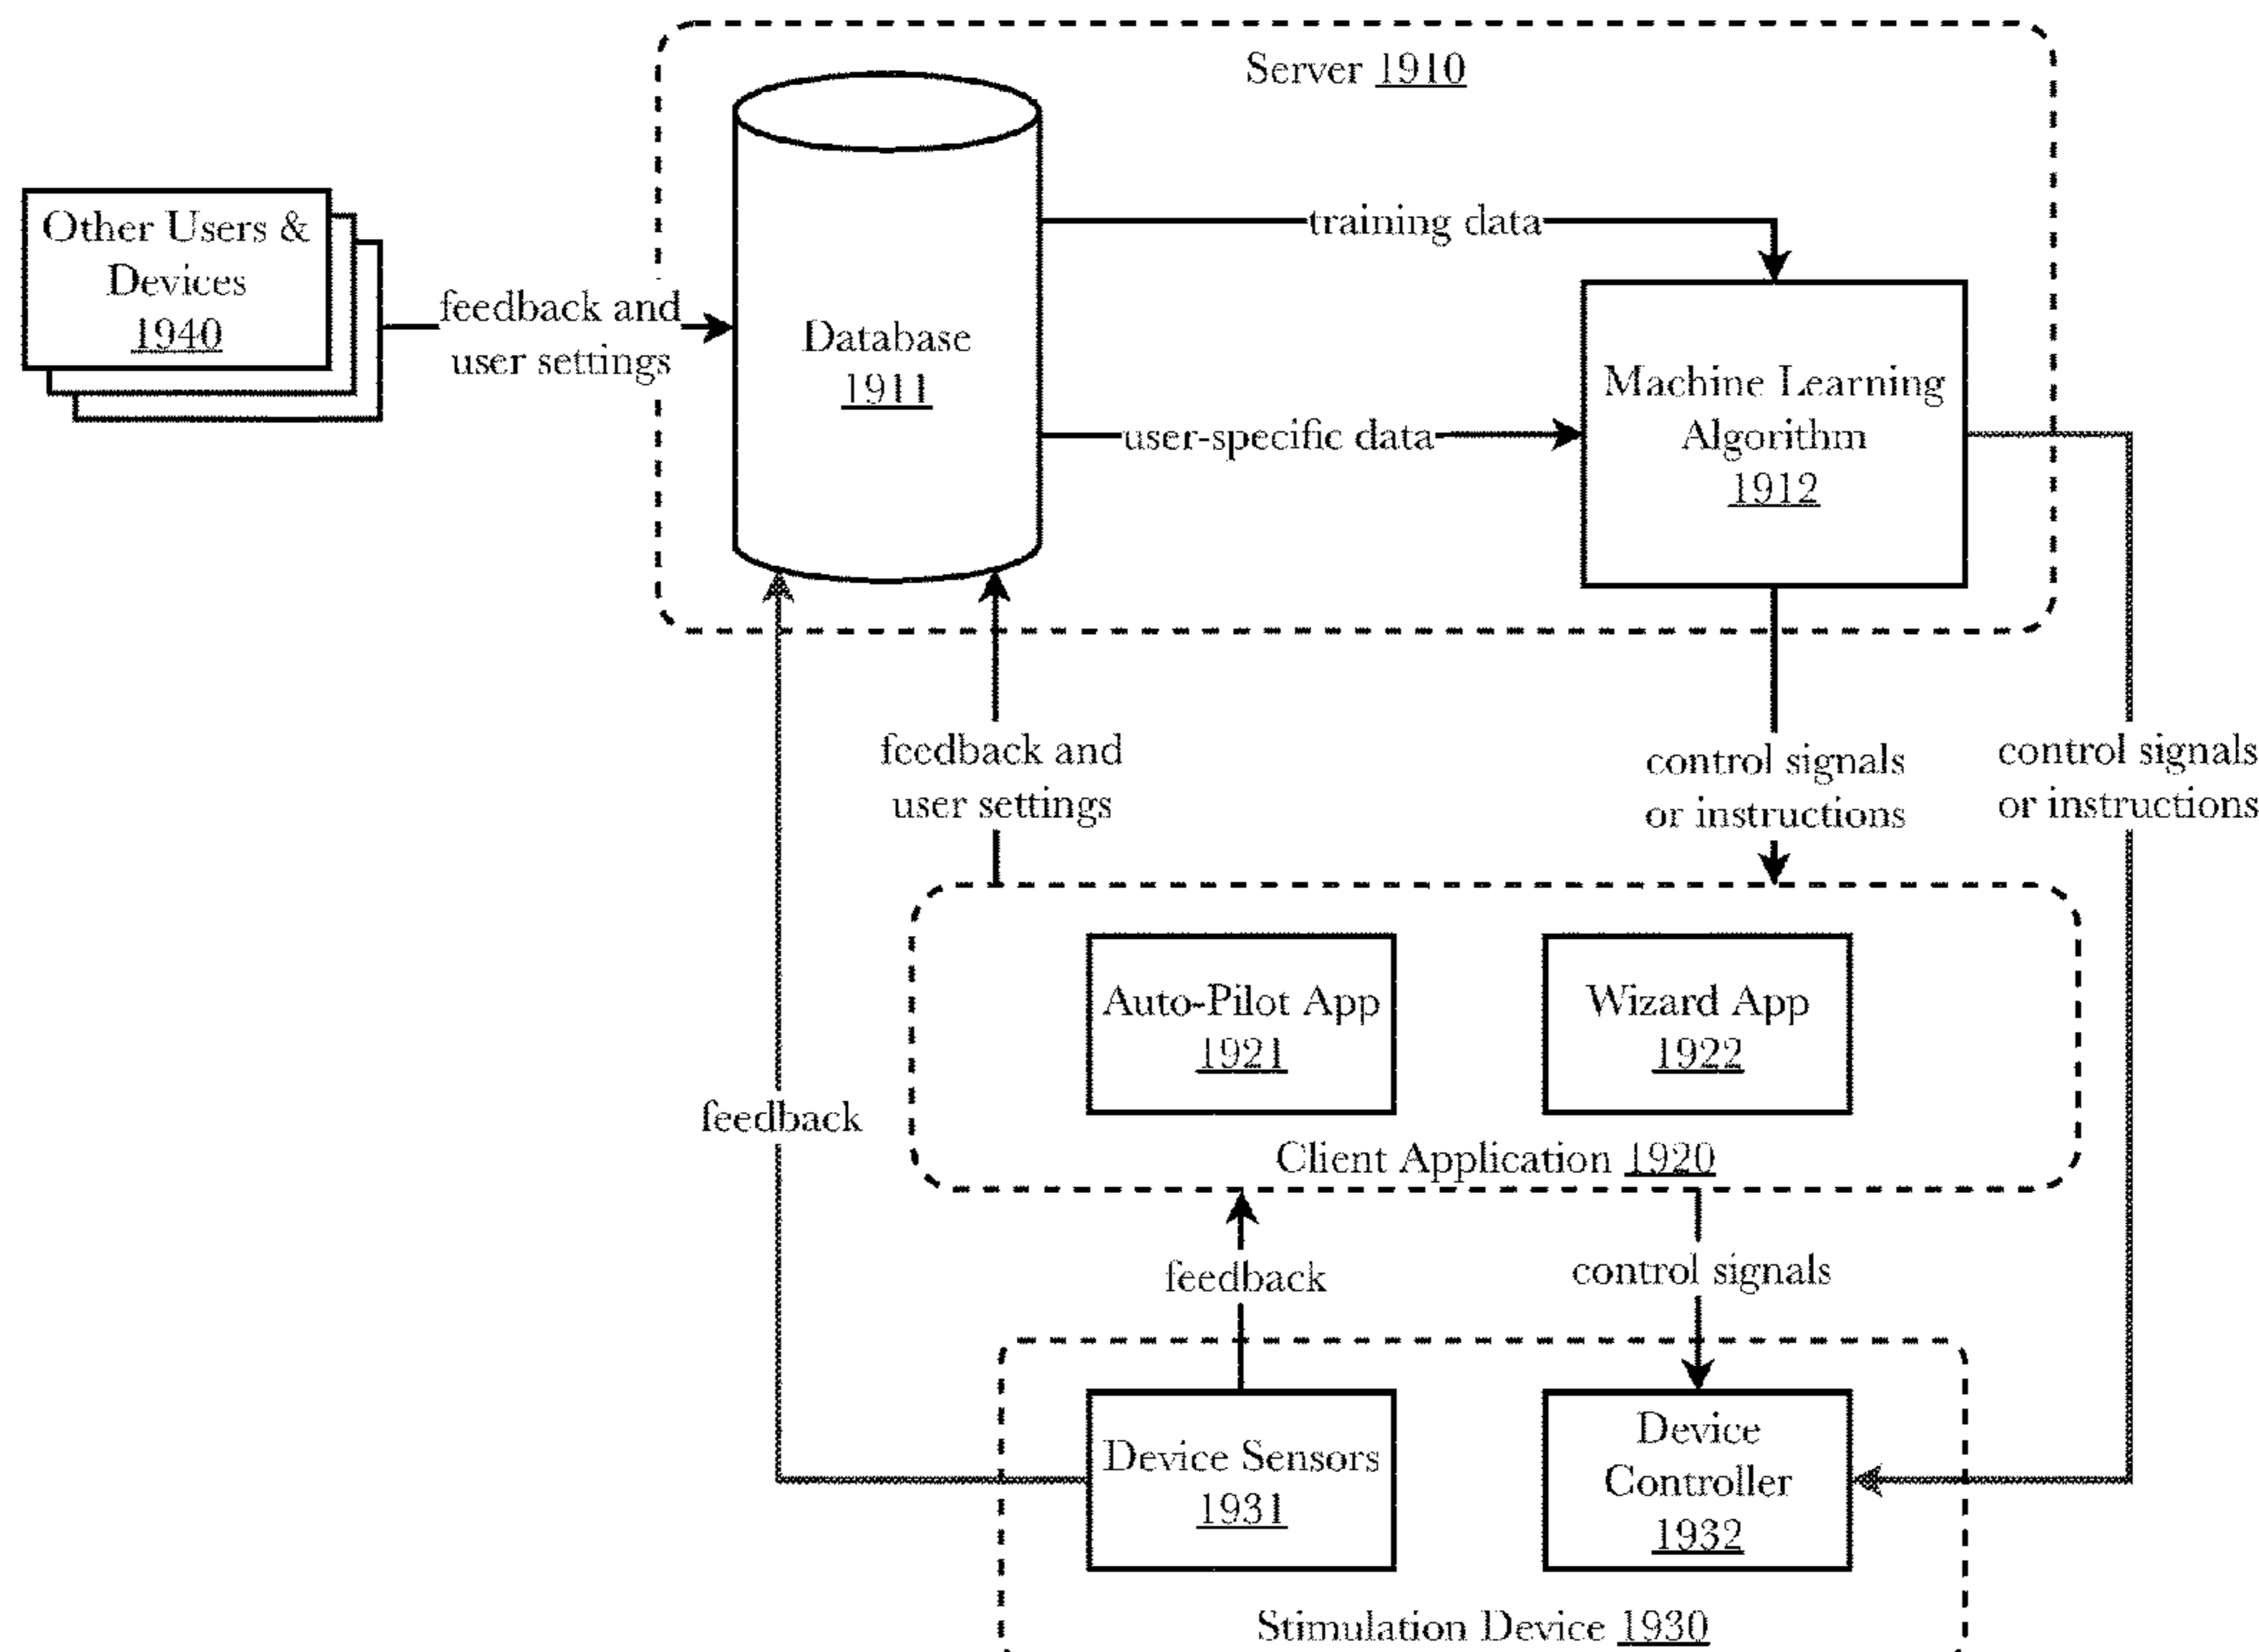 Server 1910
Other Users &
Devices
1940
feedback and
user settings
Database
1911
training data
user-specific data
Machine Learning
Algorithm
1912
feedback and
user settings
control signals
or instructions
control signals
or instructions
Auto-Pilot App
1921
Wizard App
1922
Client Application 1920
feedback
feedback
control signals
Device Sensors
1931
Device
Controller
1932
Stimulation Device 1930